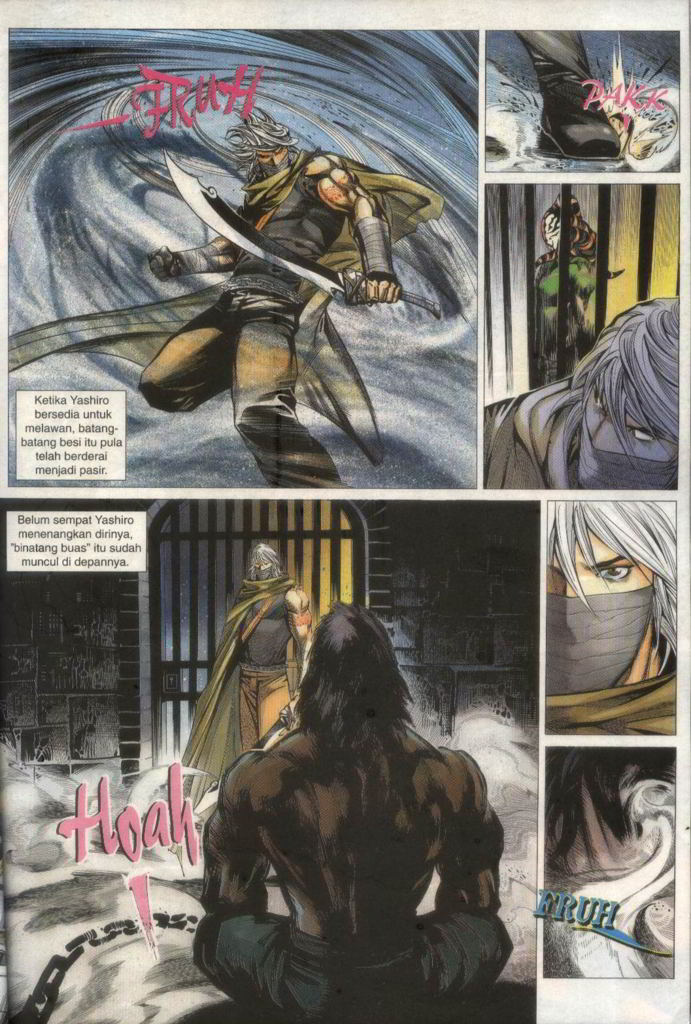 FRUH
PAKK
!
Ketika Yashiro
bersedia untuk
melawan, batang-
batang besi itu pula
telah berderai
menjadi pasir.
Belum sempat Yashiro
menenangkan dirinya,
"binatang buas" itu sudah
muncul di depannya.
Hoah
!
FRUH